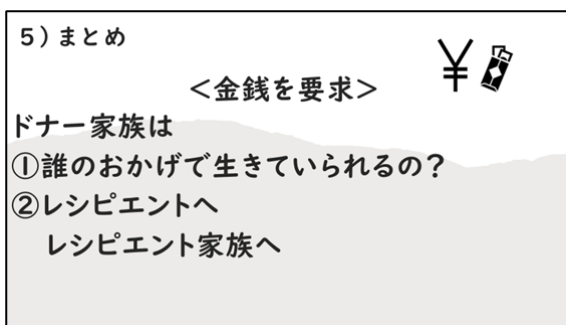 5）まとめ
￥
＜金銭を要求＞
ドナー家族は
①誰のおかげで生きていられるの？
②レシピエントへ
レシピエント家族へ